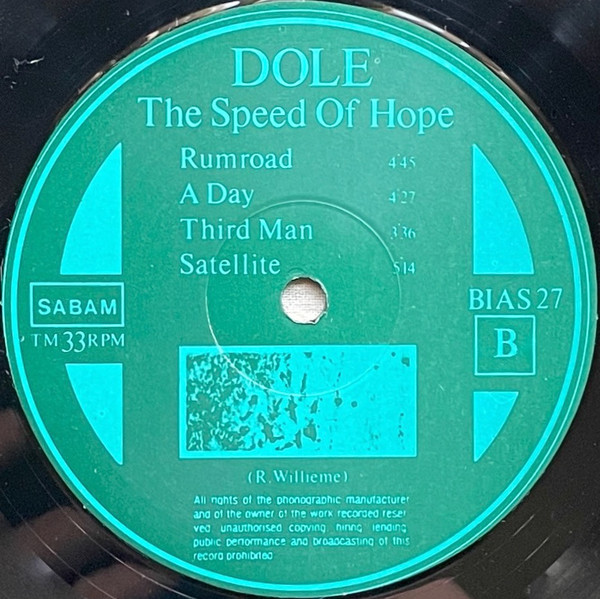 DOLE
The Speed Of Hope
Rumroad 4'45
A Day 4'27
Third Man 3'36
Satellite 5'14
SABAM
TM 33 RPM
BIAS 27
B
(R. Willieme)
All rights of the phonographic manufacturer
and of the owner of the work recorded reser
ved. unauthorised copying hiring lending
public performance and broadcasting of this
record prohibited